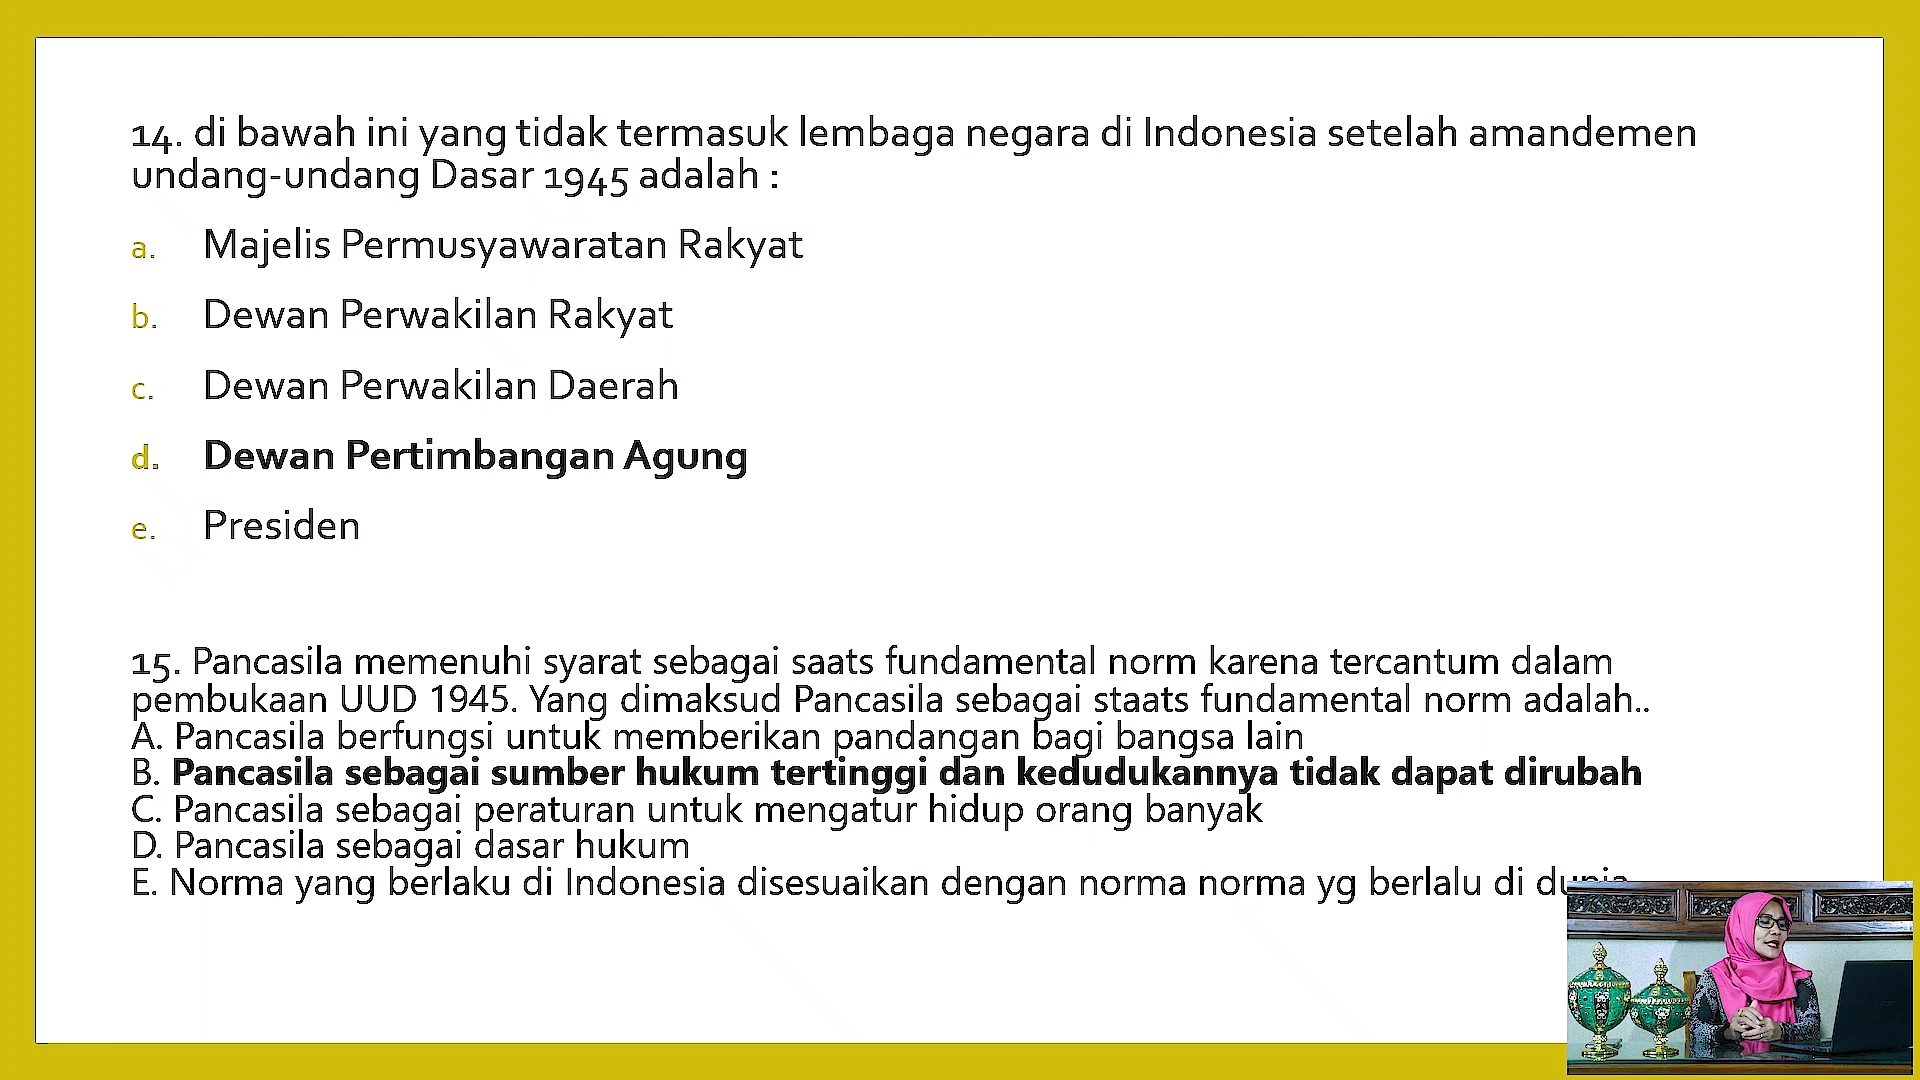 14. di bawah ini yang tidak termasuk lembaga negara di Indonesia setelah amandemen
undang-undang Dasar 1945 adalah :
a. Majelis Permusyawaratan Rakyat
b. Dewan Perwakilan Rakyat
c. Dewan Perwakilan Daerah
d. Dewan Pertimbangan Agung
e. Presiden
15. Pancasila memenuhi syarat sebagai saats fundamental norm karena tercantum dalam
pembukaan UUD 1945. Yang dimaksud Pancasila sebagai staats fundamental norm adalah..
A. Pancasila berfungsi untuk memberikan pandangan bagi bangsa lain
B. Pancasila sebagai sumber hukum tertinggi dan kedudukannya tidak dapat dirubah
C. Pancasila sebagai peraturan untuk mengatur hidup orang banyak
D. Pancasila sebagai dasar hukum
E. Norma yang berlaku di Indonesia disesuaikan dengan norma norma yg berlalu di dunia